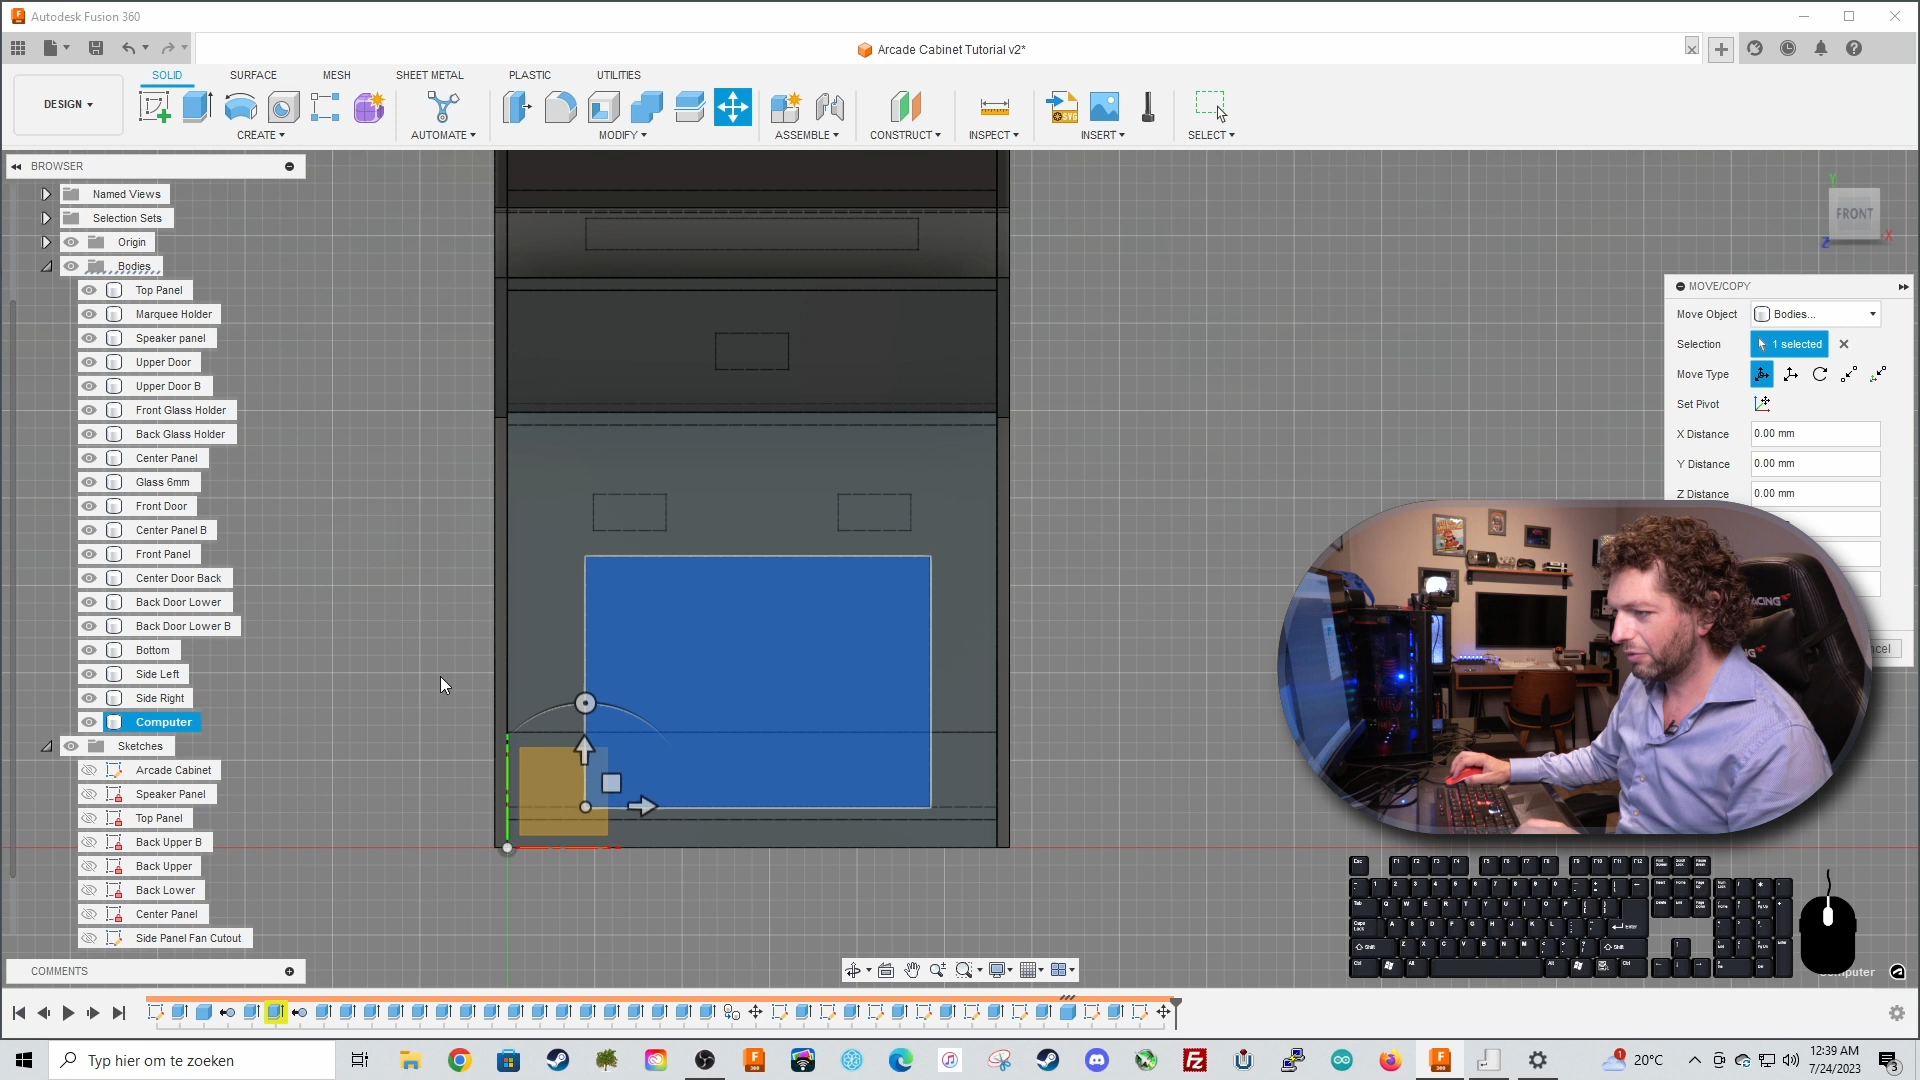 Autodesk Fusion 360
Arcade Cabinet Tutorial v2*
DESIGN
SOLID
SURFACE
MESH
SHEET METAL
PLASTIC
UTILITIES
CREATE
AUTOMATE
MODIFY
ASSEMBLE
CONSTRUCT
INSPECT
INSERT
SELECT
BROWSER
Named Views
Selection Sets
Origin
Bodies
Top Panel
Marquee Holder
Speaker panel
Upper Door
Upper Door B
Front Glass Holder
Back Glass Holder
Center Panel
Glass 6mm
Front Door
Center Panel B
Front Panel
Center Door Back
Back Door Lower
Back Door Lower B
Bottom
Side Left
Side Right
Computer
Sketches
Arcade Cabinet
Speaker Panel
Top Panel
Back Upper B
Back Upper
Back Lower
Center Panel
Side Panel Fan Cutout
COMMENTS
Y
FRONT
Z
X
MOVE/COPY
Move Object
Bodies...
Selection
1 selected
Move Type
Set Pivot
X Distance
0.00 mm
Y Distance
0.00 mm
Z Distance
0.00 mm
Typ hier om te zoeken
20°C
12:39 AM
7/24/2023
3